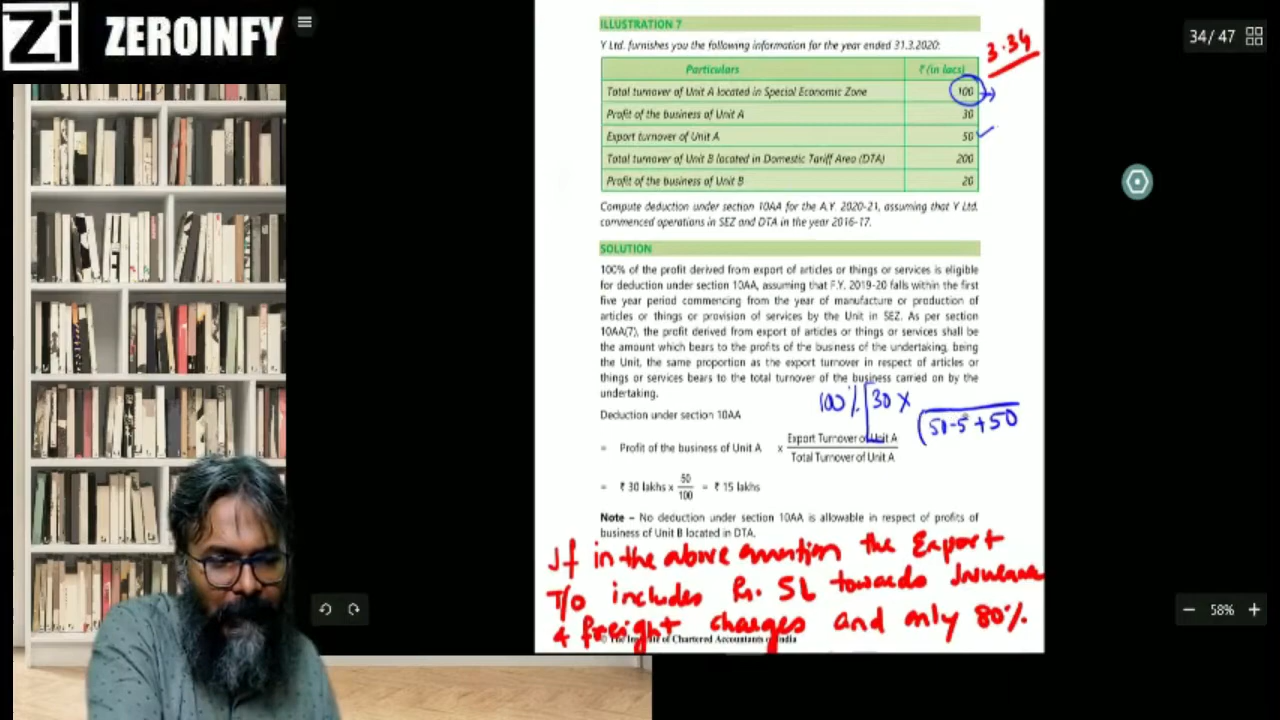 Zi ZEROINFY
34/ 47
ILLUSTRATION 7
Y Ltd. furnishes you the following information for the year ended 31.3.2020:
3.34
Particulars ₹ (in lacs)
Total turnover of Unit A located in Special Economic Zone 100
Profit of the business of Unit A 30
Export turnover of Unit A 50
Total turnover of Unit B located in Domestic Tariff Area (DTA) 200
Profit of the business of Unit B 20
Compute deduction under section 10AA for the A.Y. 2020-21, assuming that Y Ltd.
commenced operations in SEZ and DTA in the year 2016-17.
SOLUTION
100% of the profit derived from export of articles or things or services is eligible
for deduction under section 10AA, assuming that F.Y. 2019-20 falls within the first
five year period commencing from the year of manufacture or production of
articles or things or provision of services by the Unit in SEZ. As per section
10AA(7), the profit derived from export of articles or things or services shall be
the amount which bears to the profits of the business of the undertaking, being
the Unit, the same proportion as the export turnover in respect of articles or
things or services bears to the total turnover of the business carried on by the
undertaking.
100% [30 x
(50-5+50
Deduction under section 10AA
= Profit of the business of Unit A x Export Turnover of Unit A
Total Turnover of Unit A
= ₹ 30 lakhs x 50
100 = ₹ 15 lakhs
Note – No deduction under section 10AA is allowable in respect of profits of
business of Unit B located in DTA.
If in the above question the Export
T/o includes Rs. 5L towards Insurance
& freight charges and only 80%
© The Institute of Chartered Accountants of India
58%